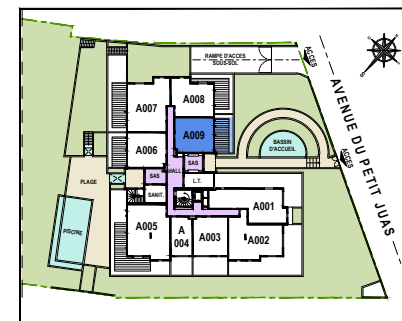 RAMPE D'ACCES
SOUS-SOL
ACCES
A008
A007
A009
AVENUE DU PETIT JUAS
A006
HALL
SAS
BASSIN
D'ACCUEIL
ACCES
PLAGE
SAS
L.T.
SANIT.
A001
PISCINE
A005
A
004
A003
A002